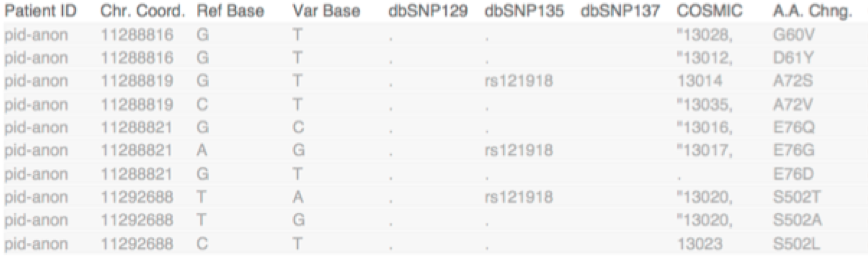 Patient ID Chr. Coord. Ref Base Var Base dbSNP129 dbSNP135 dbSNP137 COSMIC A.A. Chng.
pid-anon 11288816 G T . . "13028, G60V
pid-anon 11288816 G T . . "13012, D61Y
pid-anon 11288819 G T . rs121918 13014 A72S
pid-anon 11288819 C T . . "13035, A72V
pid-anon 11288821 G C . . "13016, E76Q
pid-anon 11288821 A G . rs121918 "13017, E76G
pid-anon 11288821 G T . . . E76D
pid-anon 11292688 T A . rs121918 "13020, S502T
pid-anon 11292688 T G . . "13020, S502A
pid-anon 11292688 C T . . 13023 S502L